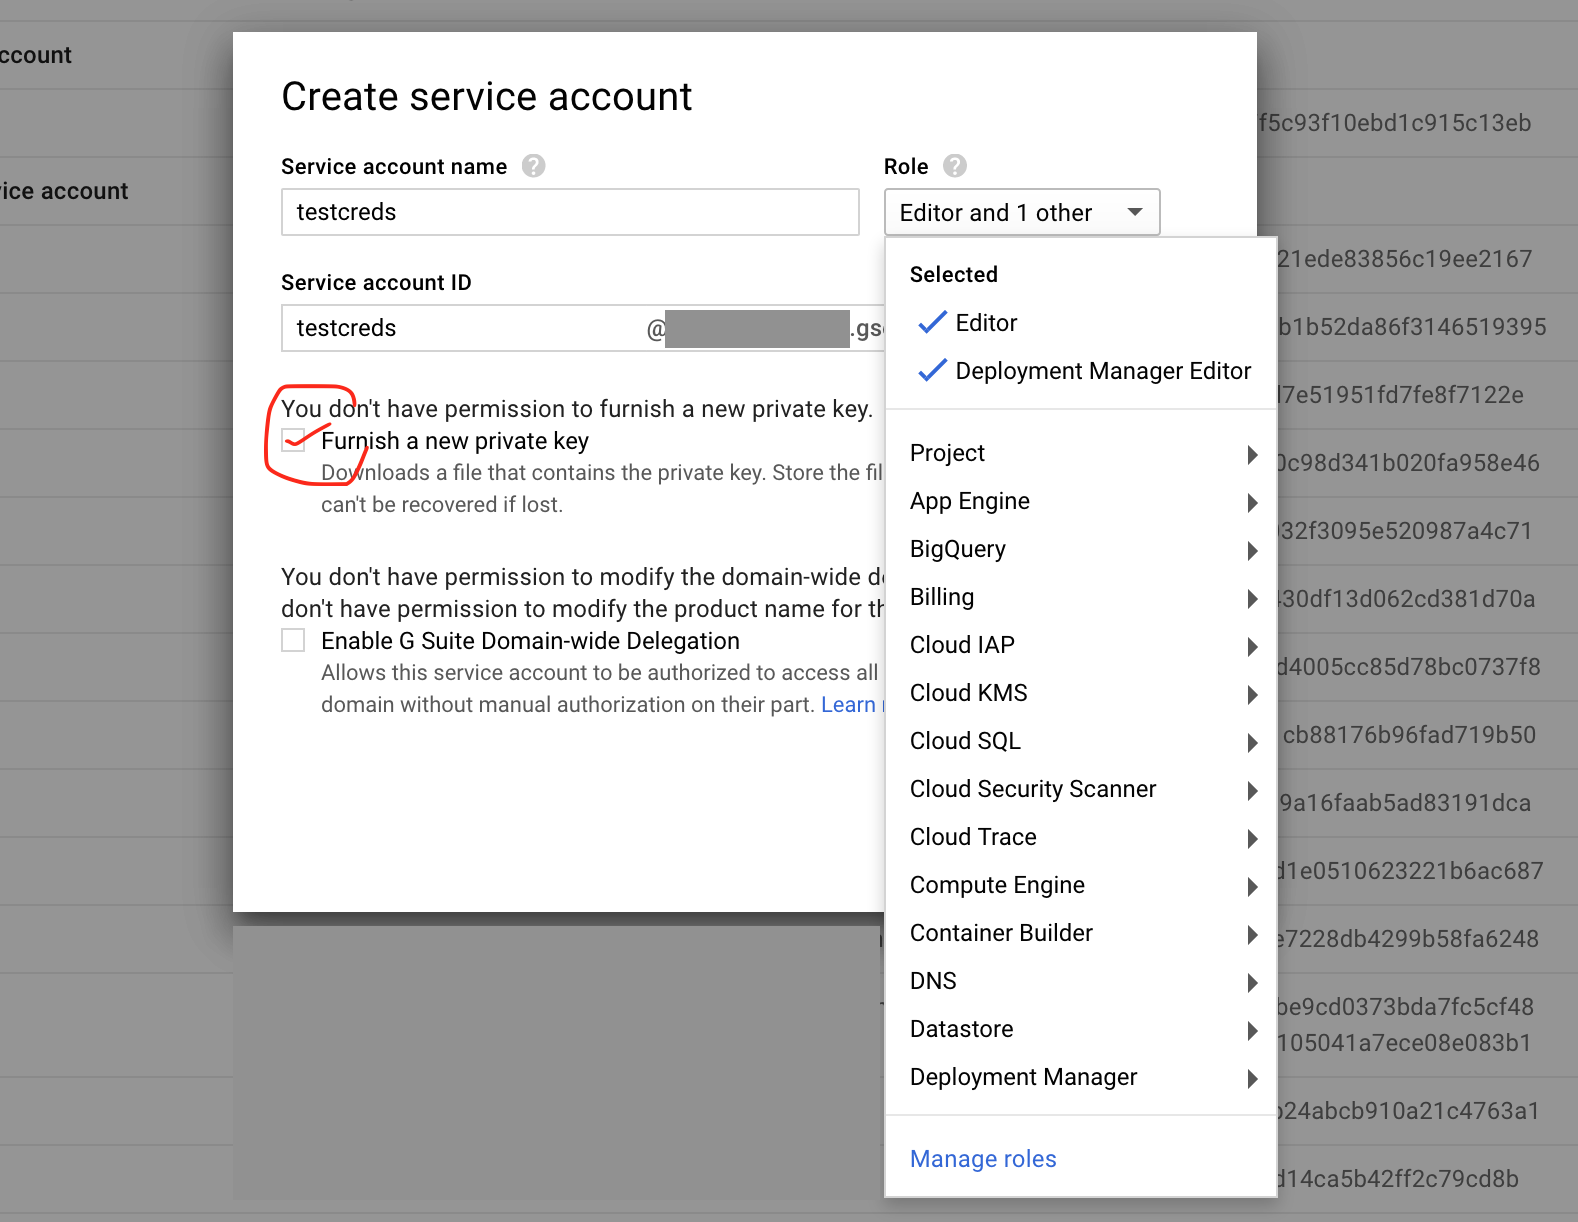 ccount
f5c93f10ebd1c915c13eb
vice account
Create service account
Service account name ?
Role ?
testcreds
Editor and 1 other
Service account ID
testcreds @ .gs
You don't have permission to furnish a new private key.
Furnish a new private key
Downloads a file that contains the private key. Store the fil
can't be recovered if lost.
You don't have permission to modify the domain-wide d
don't have permission to modify the product name for th
Enable G Suite Domain-wide Delegation
Allows this service account to be authorized to access all
domain without manual authorization on their part. Learn
Selected
Editor
Deployment Manager Editor
Project
App Engine
BigQuery
Billing
Cloud IAP
Cloud KMS
Cloud SQL
Cloud Security Scanner
Cloud Trace
Compute Engine
Container Builder
DNS
Datastore
Deployment Manager
Manage roles
21ede83856c19ee2167
b1b52da86f3146519395
d7e51951fd7fe8f7122e
0c98d341b020fa958e46
932f3095e520987a4c71
430df13d062cd381d70a
d4005cc85d78bc0737f8
cb88176b96fad719b50
9a16faab5ad83191dca
d1e0510623221b6ac687
e7228db4299b58fa6248
be9cd0373bda7fc5cf48
105041a7ece08e083b1
b24abcb910a21c4763a1
d14ca5b42ff2c79cd8b